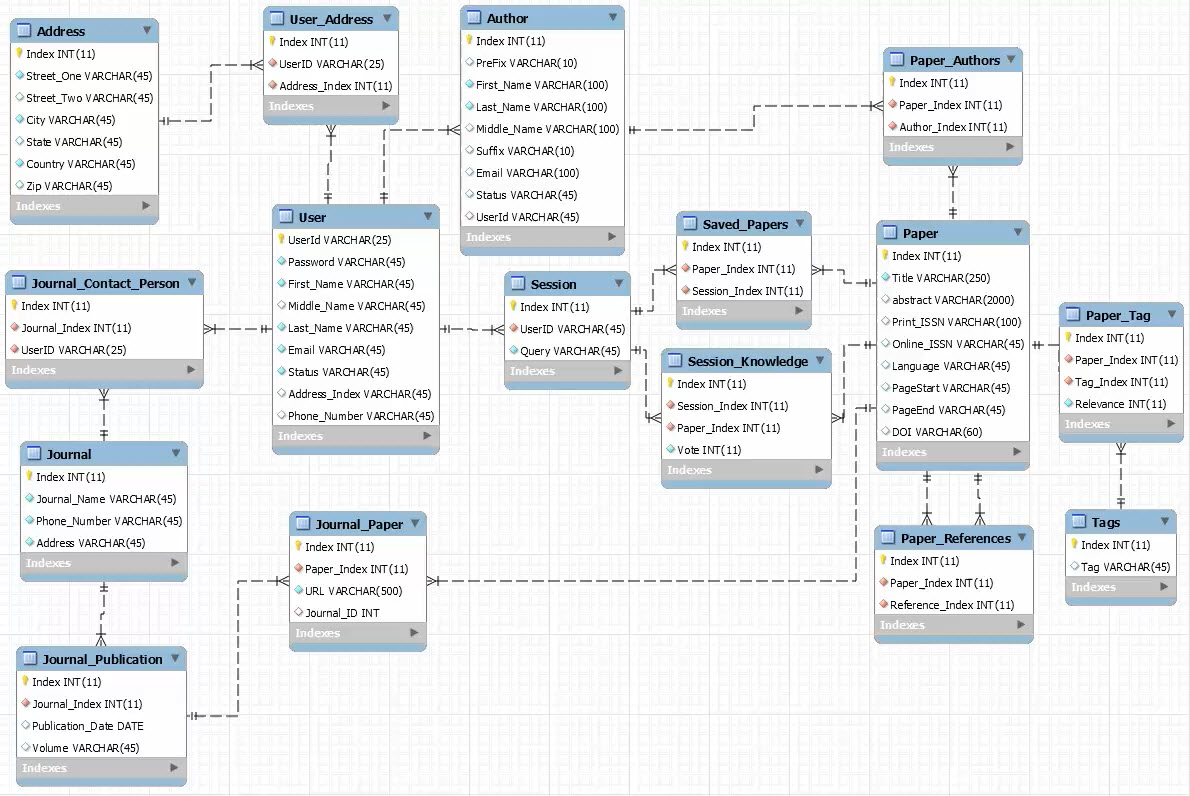 Address
Index INT(11)
Street_One VARCHAR(45)
Street_Two VARCHAR(45)
City VARCHAR(45)
State VARCHAR(45)
Country VARCHAR(45)
Zip VARCHAR(45)
Indexes
User_Address
Index INT(11)
UserID VARCHAR(25)
Address_Index INT(11)
Indexes
Author
Index INT(11)
PreFix VARCHAR(10)
First_Name VARCHAR(100)
Last_Name VARCHAR(100)
Middle_Name VARCHAR(100)
Suffix VARCHAR(10)
Email VARCHAR(100)
Status VARCHAR(45)
UserId VARCHAR(45)
Indexes
Paper_Authors
Index INT(11)
Paper_Index INT(11)
Author_Index INT(11)
Indexes
Journal_Contact_Person
Index INT(11)
Journal_Index INT(11)
UserID VARCHAR(25)
Indexes
User
UserId VARCHAR(25)
Password VARCHAR(45)
First_Name VARCHAR(45)
Middle_Name VARCHAR(45)
Last_Name VARCHAR(45)
Email VARCHAR(45)
Status VARCHAR(45)
Address_Index VARCHAR(45)
Phone_Number VARCHAR(45)
Indexes
Session
Index INT(11)
UserID VARCHAR(45)
Query VARCHAR(45)
Indexes
Saved_Papers
Index INT(11)
Paper_Index INT(11)
Session_Index INT(11)
Indexes
Session_Knowledge
Index INT(11)
Session_Index INT(11)
Paper_Index INT(11)
Vote INT(11)
Indexes
Paper
Index INT(11)
Title VARCHAR(250)
abstract VARCHAR(2000)
Print_ISSN VARCHAR(100)
Online_ISSN VARCHAR(45)
Language VARCHAR(45)
PageStart VARCHAR(45)
PageEnd VARCHAR(45)
DOI VARCHAR(60)
Indexes
Paper_Tag
Index INT(11)
Paper_Index INT(11)
Tag_Index INT(11)
Relevance INT(11)
Indexes
Journal
Index INT(11)
Journal_Name VARCHAR(45)
Phone_Number VARCHAR(45)
Address VARCHAR(45)
Indexes
Journal_Paper
Index INT(11)
Paper_Index INT(11)
URL VARCHAR(500)
Journal_ID INT
Indexes
Paper_References
Index INT(11)
Paper_Index INT(11)
Reference_Index INT(11)
Indexes
Tags
Index INT(11)
Tag VARCHAR(45)
Indexes
Journal_Publication
Index INT(11)
Journal_Index INT(11)
Publication_Date DATE
Volume VARCHAR(45)
Indexes